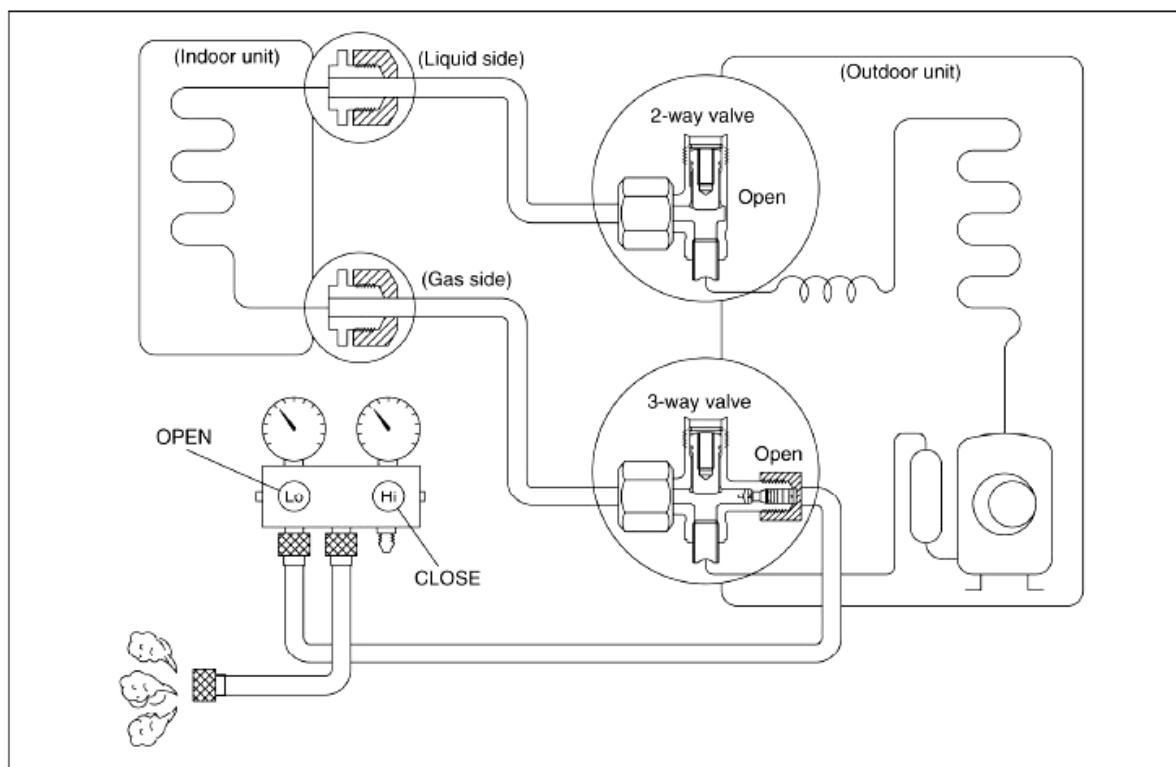 (Indoor unit)
(Liquid side)
(Outdoor unit)
2-way valve
Open
(Gas side)
3-way valve
Open
OPEN
Lo
Hi
CLOSE